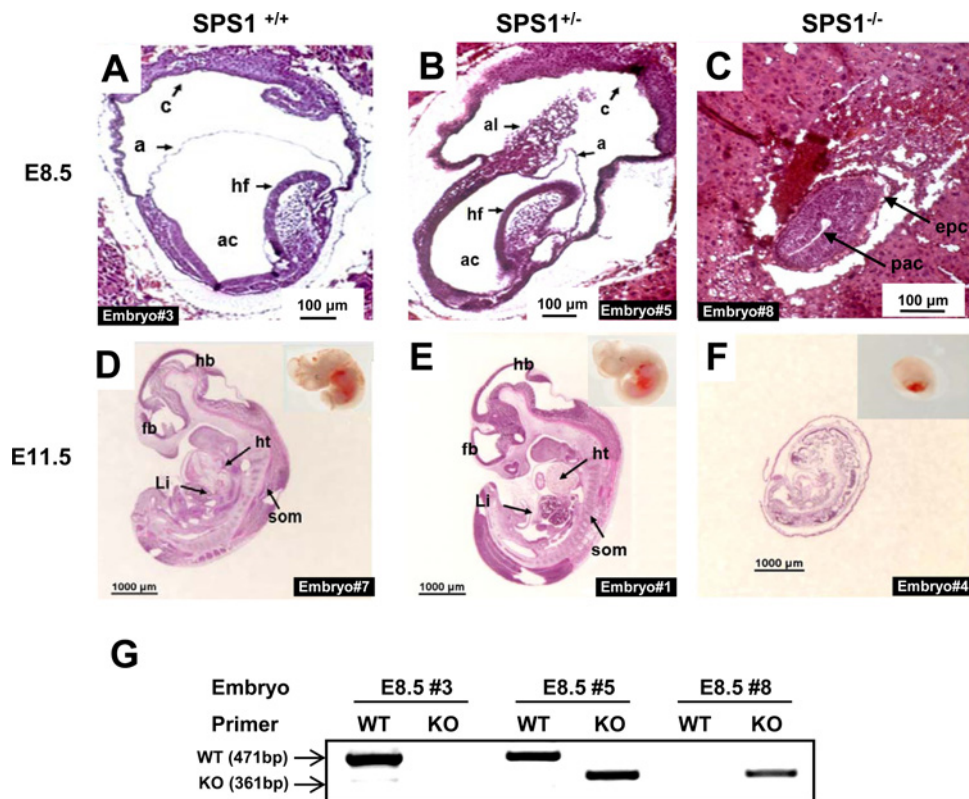 SPS1 +/+ SPS1+/- SPS1-/-
E8.5
A
c
a
hf
ac
100 µm
Embryo#3
B
c
al
a
hf
ac
100 µm
Embryo#5
C
epc
pac
100 µm
Embryo#8
E11.5
D
hb
fb
ht
Li
som
1000 µm
Embryo#7
E
hb
fb
ht
Li
som
1000 µm
Embryo#1
F
1000 µm
Embryo#4
G
Embryo E8.5 #3 E8.5 #5 E8.5 #8
Primer WT KO WT KO WT KO
WT (471bp)
KO (361bp)